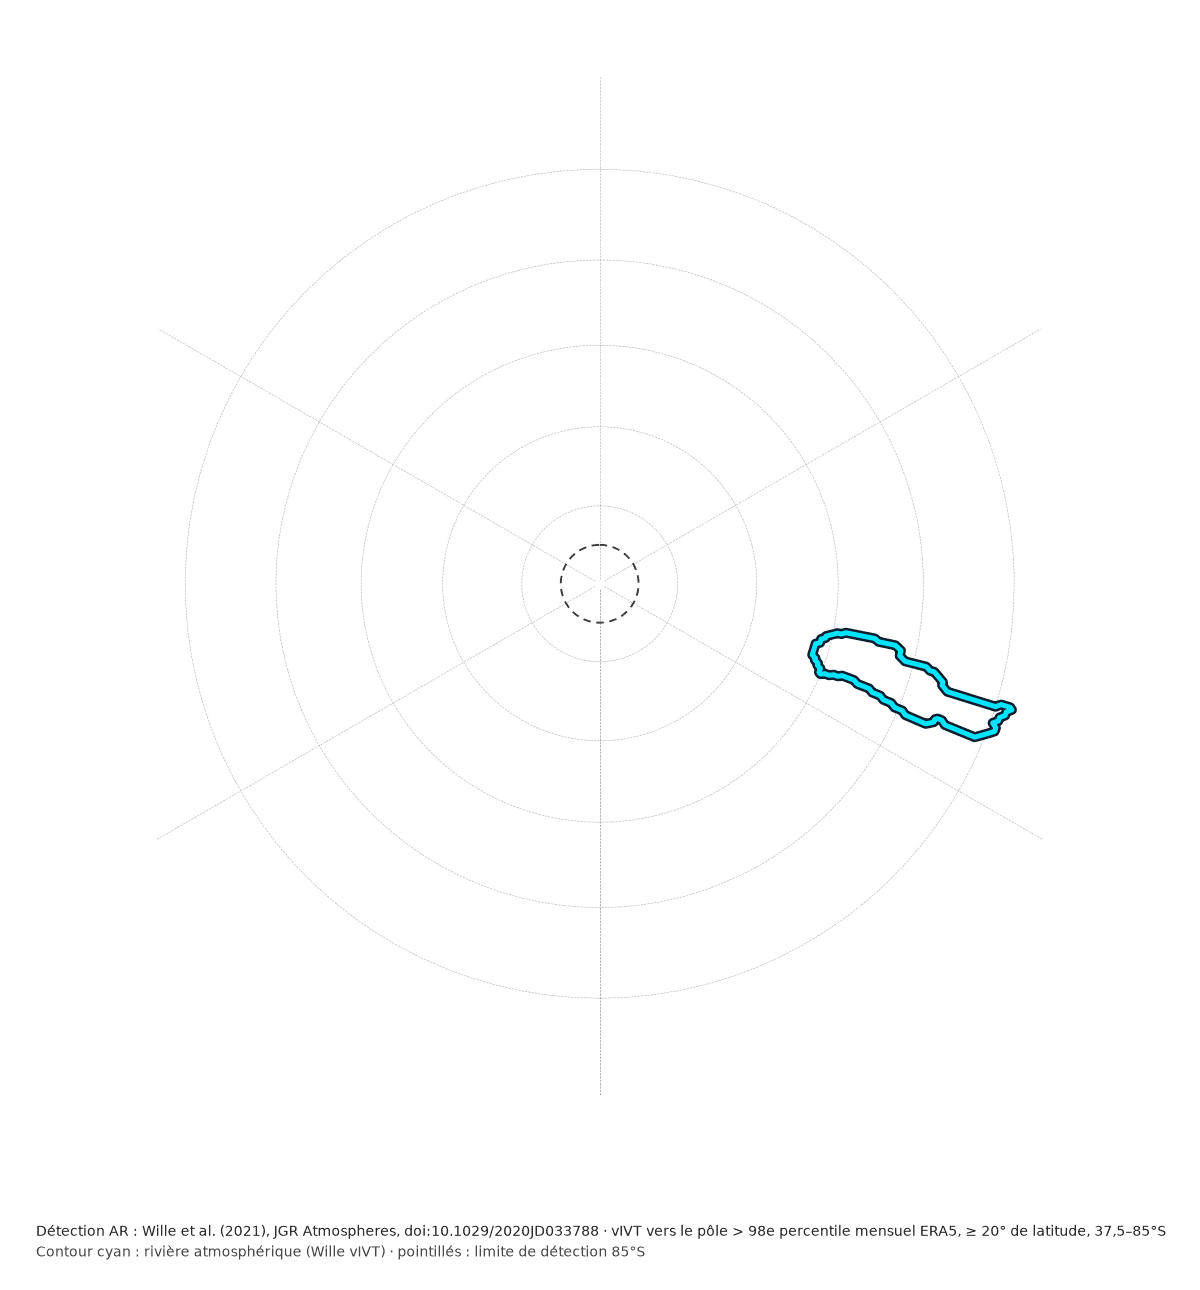 Détection AR : Wille et al. (2021), JGR Atmospheres, doi:10.1029/2020JD033788 · vIVT vers le pôle > 98e percentile mensuel ERA5, ≥ 20° de latitude, 37,5–85°S
Contour cyan : rivière atmosphérique (Wille vIVT) · pointillés : limite de détection 85°S